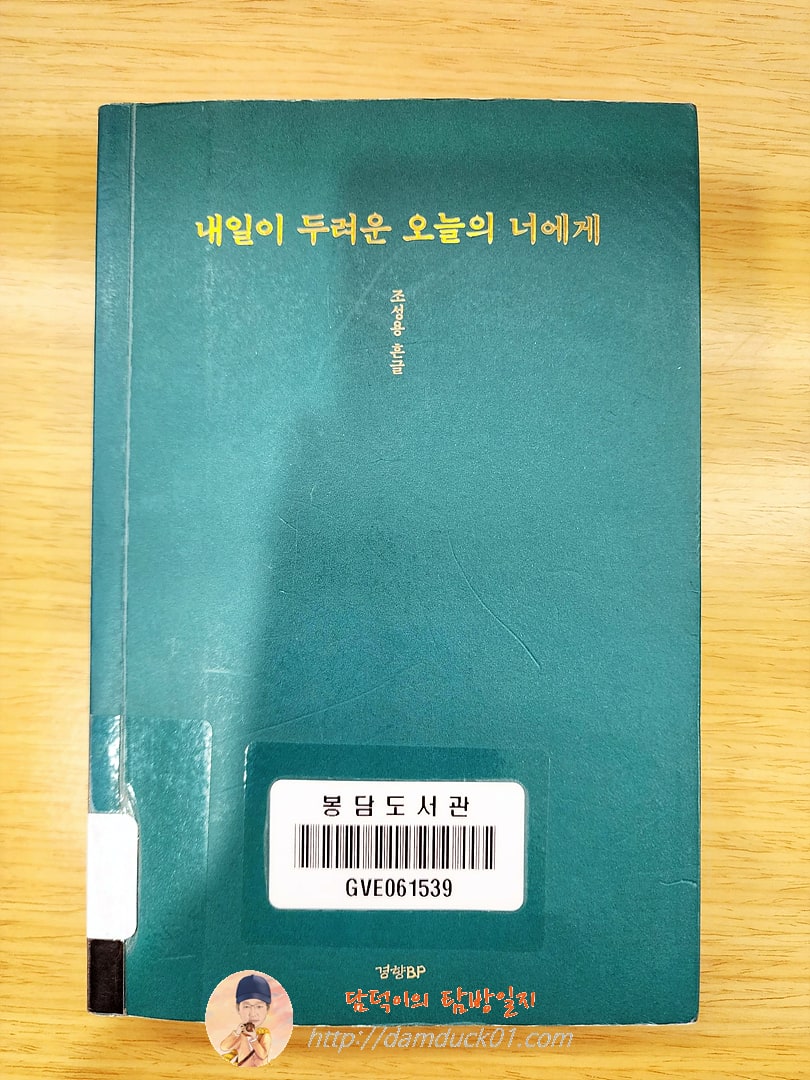 내일이 두려운 오늘의 너에게
조성용 흔글
봉담도서관
GVE061539
경향BP
담덕이의 탐방일지
http://damduck01.com